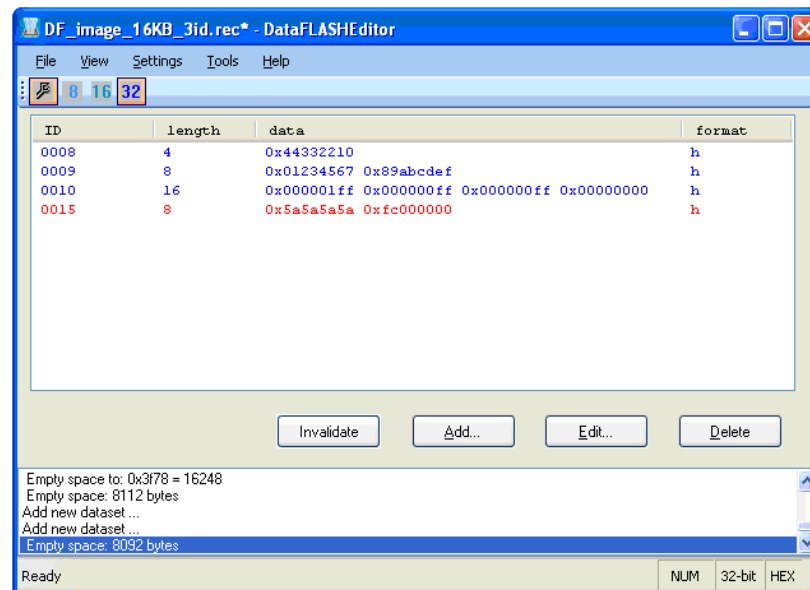 DF_image_16KB_3id.rec* - DataFLASHEditor
File View Settings Tools Help
8 16 32
ID length data format
0008 4 0x44332210 h
0009 8 0x01234567 0x89abcdef h
0010 16 0x000001ff 0x000000ff 0x000000ff 0x00000000 h
0015 8 0x5a5a5a5a 0xfc000000 h
Invalidate Add... Edit... Delete
Empty space to: 0x3f78 = 16248
Empty space: 8112 bytes
Add new dataset ...
Add new dataset ...
Empty space: 8092 bytes
Ready NUM 32-bit HEX